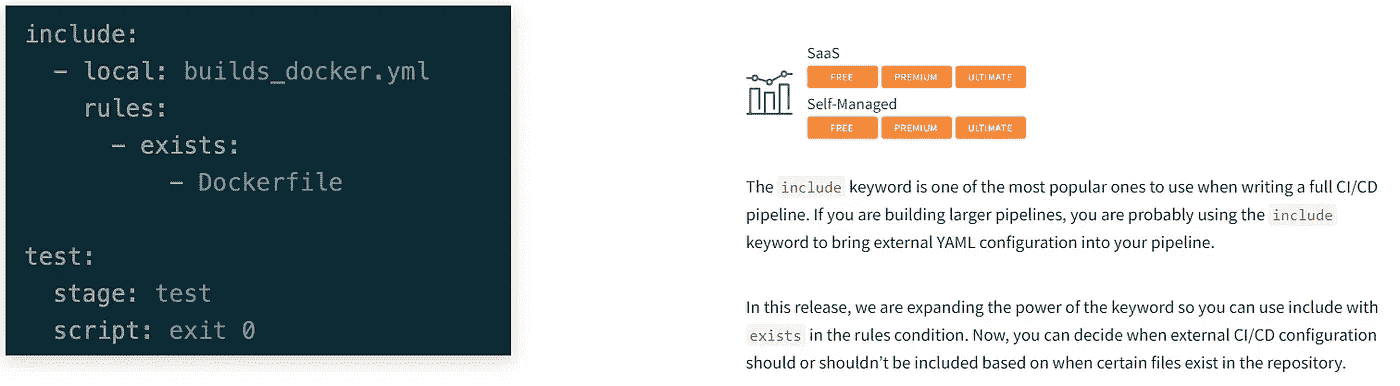 include:
  - local: builds_docker.yml
    rules:
      - exists:
          - Dockerfile
test:
  stage: test
  script: exit 0
SaaS
FREE PREMIUM ULTIMATE
Self-Managed
FREE PREMIUM ULTIMATE
The include keyword is one of the most popular ones to use when writing a full CI/CD
pipeline. If you are building larger pipelines, you are probably using the include
keyword to bring external YAML configuration into your pipeline.
In this release, we are expanding the power of the keyword so you can use include with
exists in the rules condition. Now, you can decide when external CI/CD configuration
should or shouldn’t be included based on when certain files exist in the repository.